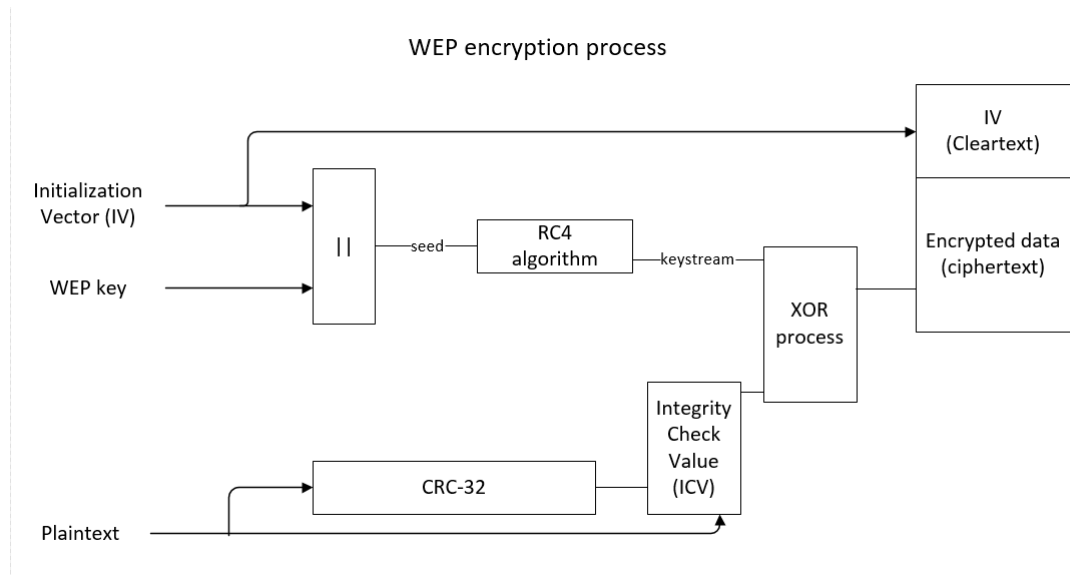 WEP encryption process
IV
(Cleartext)
Initialization
Vector (IV)
||
seed
RC4
algorithm
keystream
Encrypted data
(ciphertext)
WEP key
XOR
process
Integrity
Check
Value
(ICV)
CRC-32
Plaintext